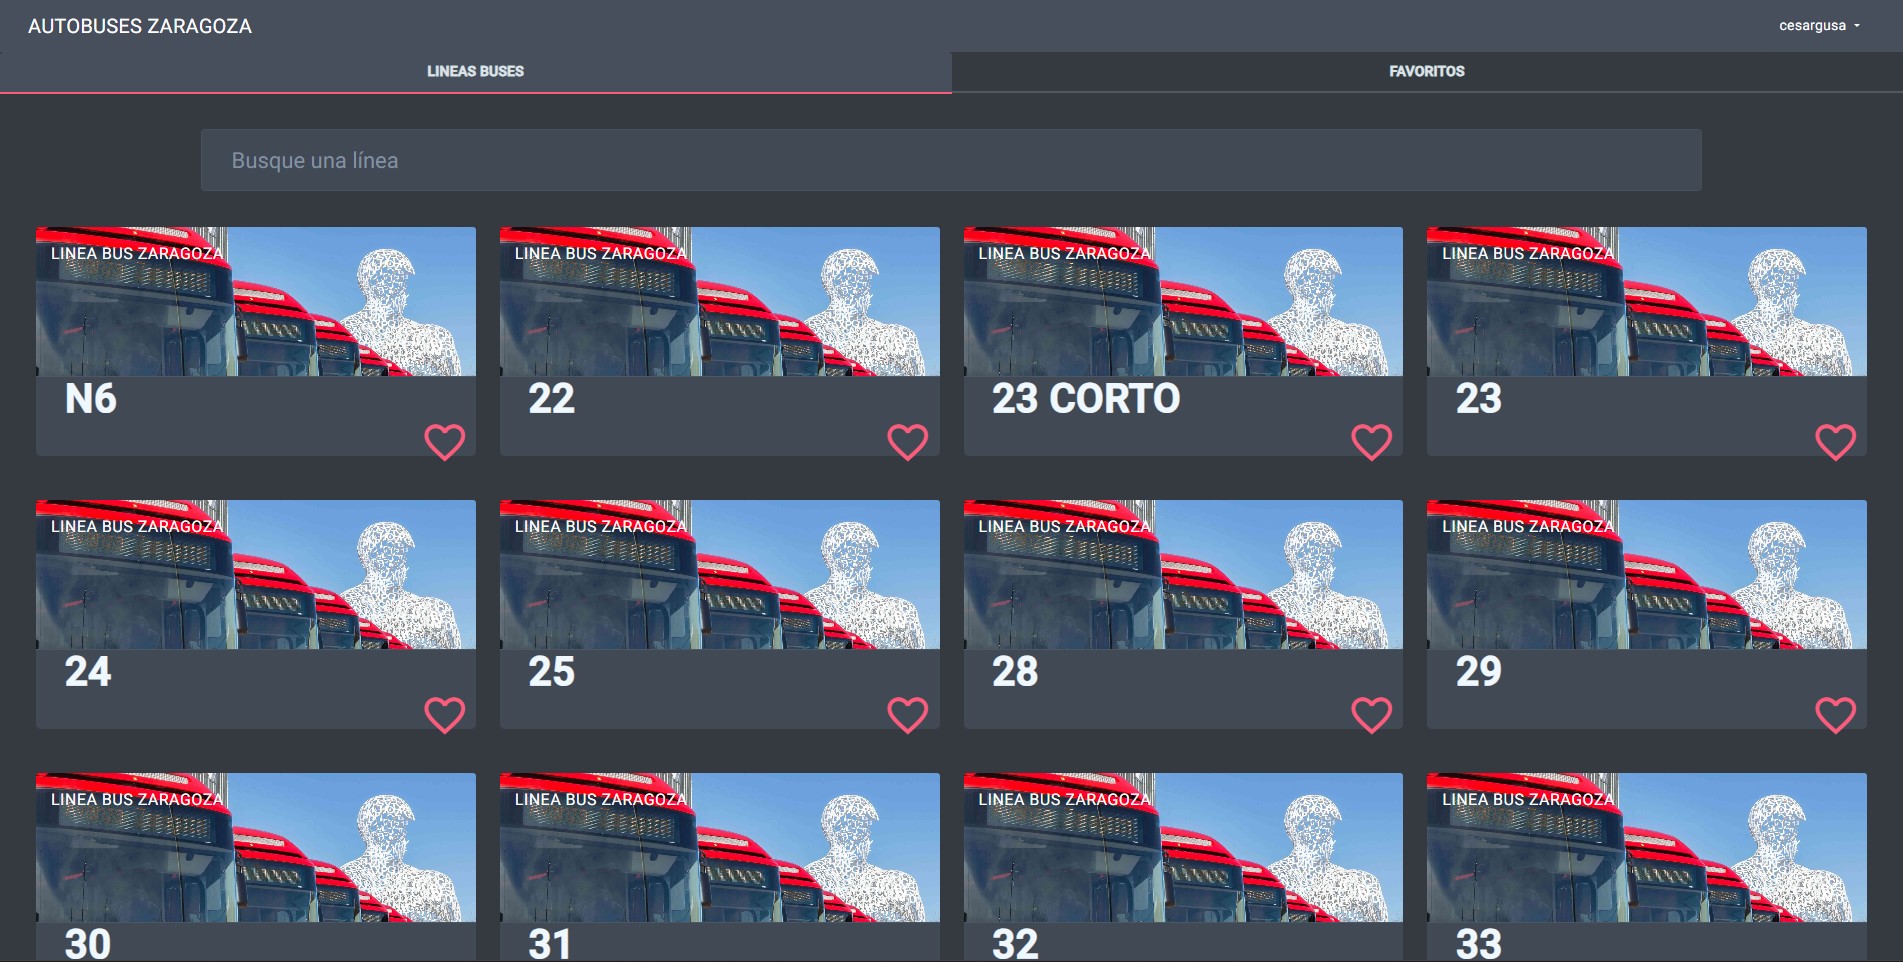 AUTOBUSES ZARAGOZA
cesargusa
LINEAS BUSES
FAVORITOS
Busque una línea
LINEA BUS ZARAGOZA
LINEA BUS ZARAGOZA
LINEA BUS ZARAGOZA
LINEA BUS ZARAGOZA
N6
22
23 CORTO
23
LINEA BUS ZARAGOZA
LINEA BUS ZARAGOZA
LINEA BUS ZARAGOZA
LINEA BUS ZARAGOZA
24
25
28
29
LINEA BUS ZARAGOZA
LINEA BUS ZARAGOZA
LINEA BUS ZARAGOZA
LINEA BUS ZARAGOZA
30
31
32
33